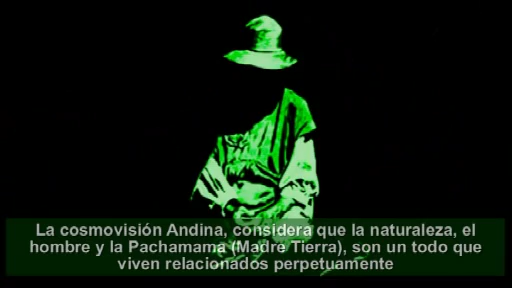 La cosmovisión Andina, considera que la naturaleza, el
hombre y la Pachamama (Madre Tierra), son un todo que
viven relacionados perpetuamente